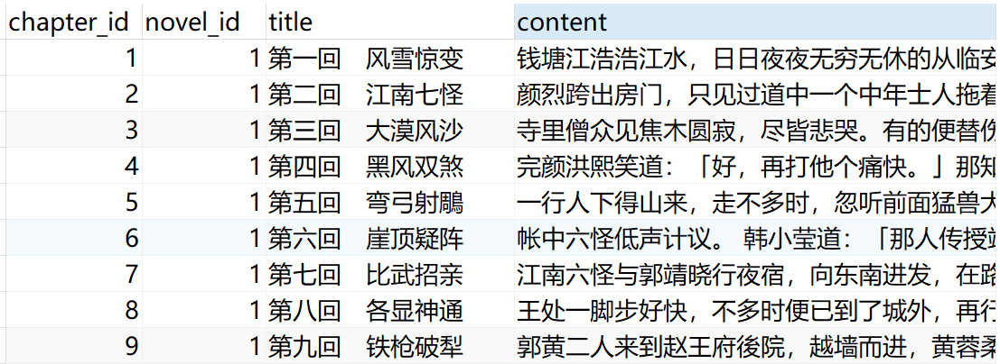 chapter_id novel_id title content
1 1 第一回 风雪惊变 钱塘江浩浩江水，日日夜夜无穷无休的从临安
2 1 第二回 江南七怪 颜烈跨出房门，只见过道中一个中年士人拖着
3 1 第三回 大漠风沙 寺里僧众见焦木圆寂，尽皆悲哭。有的便替伤
4 1 第四回 黑风双煞 完颜洪熙笑道：「好，再打他个痛快。」那知
5 1 第五回 弯弓射鵰 一行人下得山来，走不多时，忽听前面猛兽大
6 1 第六回 崖顶疑阵 帐中六怪低声计议。 韩小莹道：「那人传授
7 1 第七回 比武招亲 江南六怪与郭靖晓行夜宿，向东南进发，在路
8 1 第八回 各显神通 王处一脚步好快，不多时便已到了城外，再行
9 1 第九回 铁枪破犁 郭黄二人来到赵王府後院，越墙而进，黄蓉柔